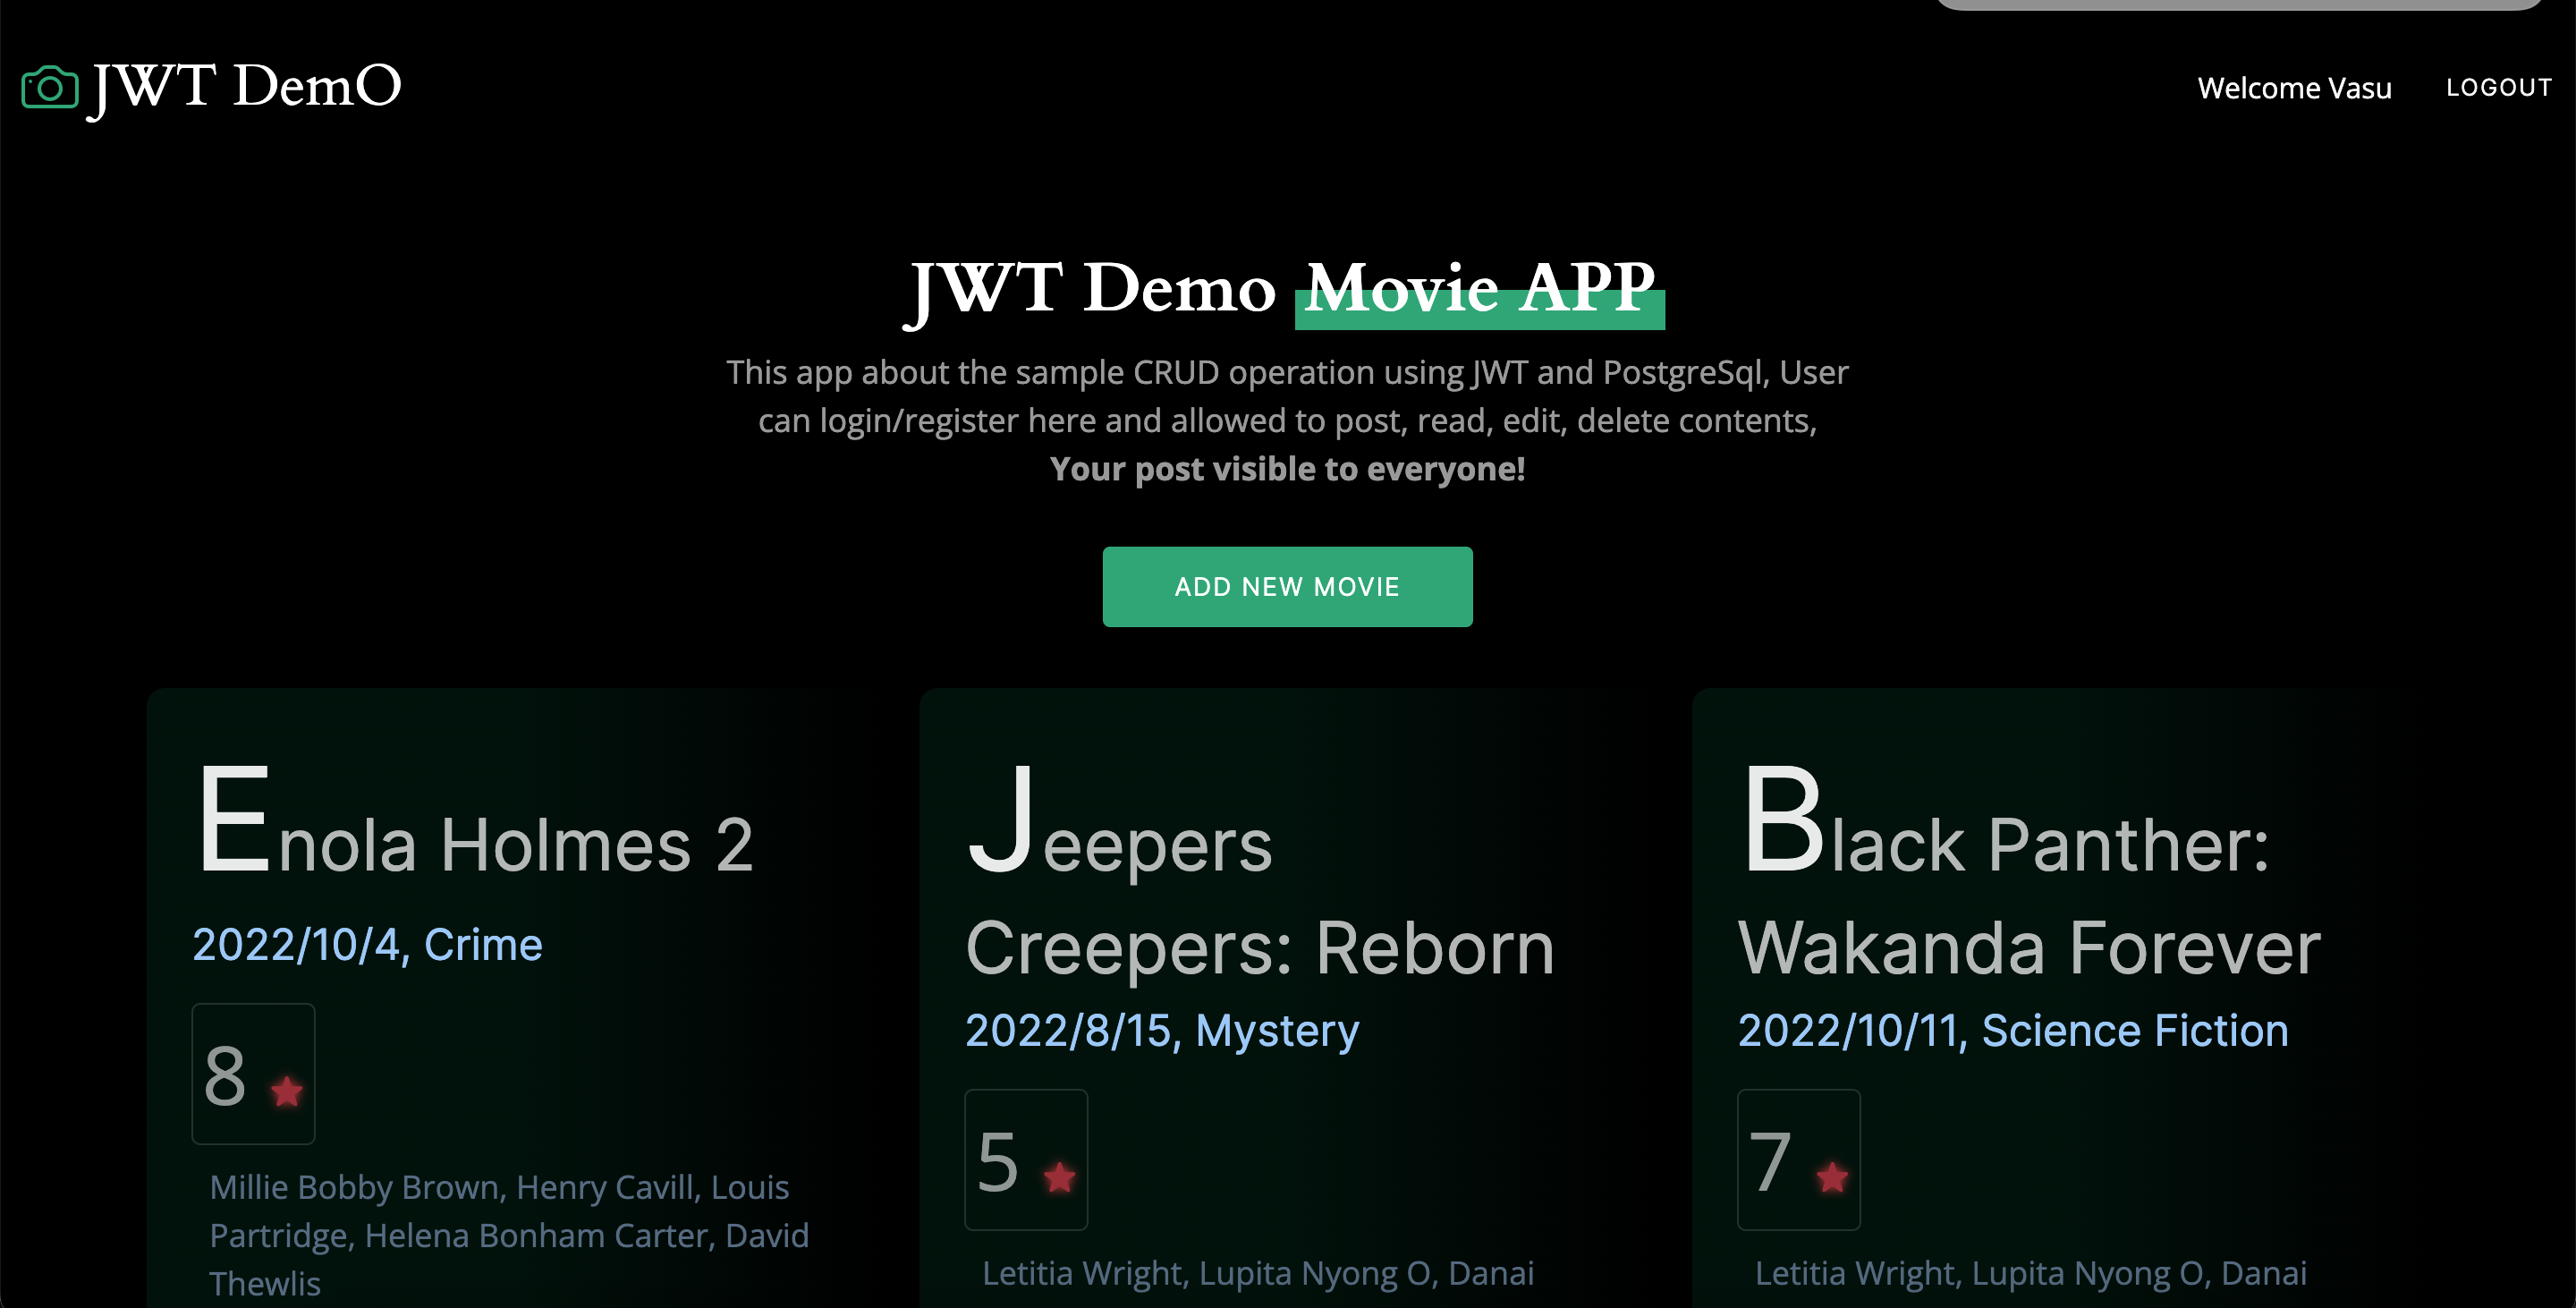 JWT DemO
Welcome Vasu
LOGOUT
JWT Demo Movie APP
This app about the sample CRUD operation using JWT and PostgreSql, User
can login/register here and allowed to post, read, edit, delete contents,
Your post visible to everyone!
ADD NEW MOVIE
Enola Holmes 2
2022/10/4, Crime
8
Millie Bobby Brown, Henry Cavill, Louis
Partridge, Helena Bonham Carter, David
Thewlis
Jeepers
Creepers: Reborn
2022/8/15, Mystery
5
Letitia Wright, Lupita Nyong O, Danai
Black Panther:
Wakanda Forever
2022/10/11, Science Fiction
7
Letitia Wright, Lupita Nyong O, Danai